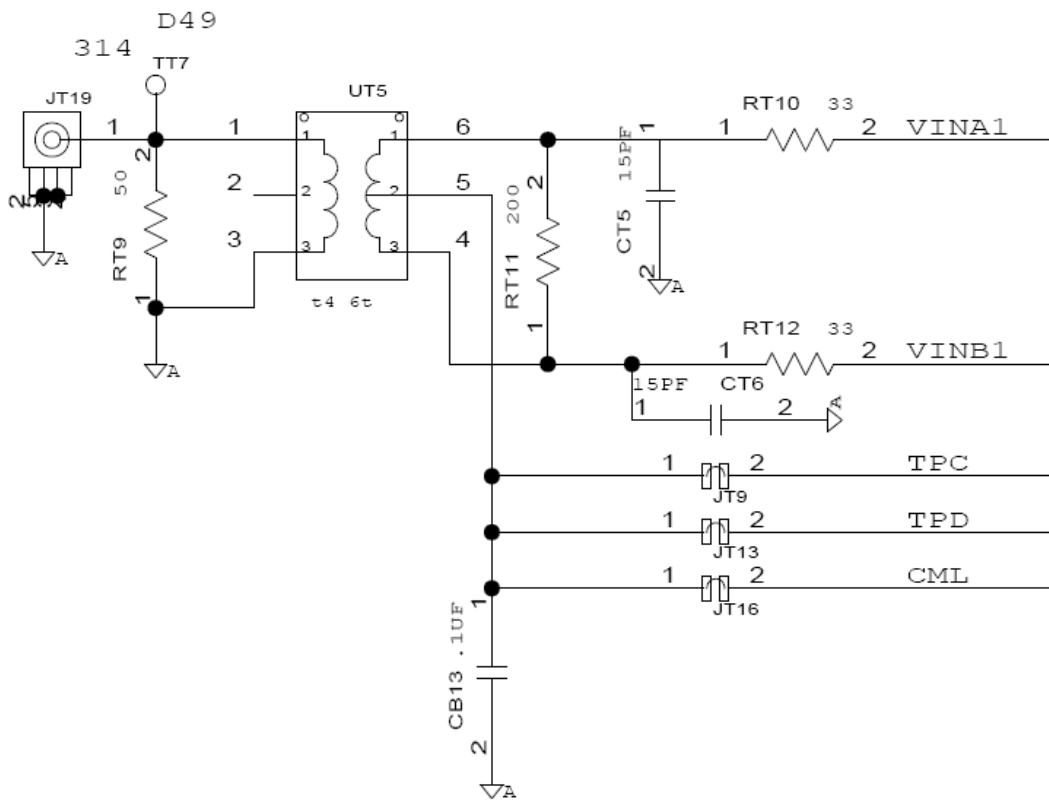 D49
314
TT7
JT19
UT5
RT10 33
1
1
1
1
6
1
1
2
VINA1
2
50
RT9
1
2
2
2
5
2
200
RT11
1
15PF
CT5
2
A
A
3
3
3
4
t4 6t
A
RT12 33
1
2
VINB1
15PF
CT6
1
2
A
1
2
TPC
JT9
1
2
TPD
JT13
1
2
CML
JT16
1
CB13 .1UF
2
A